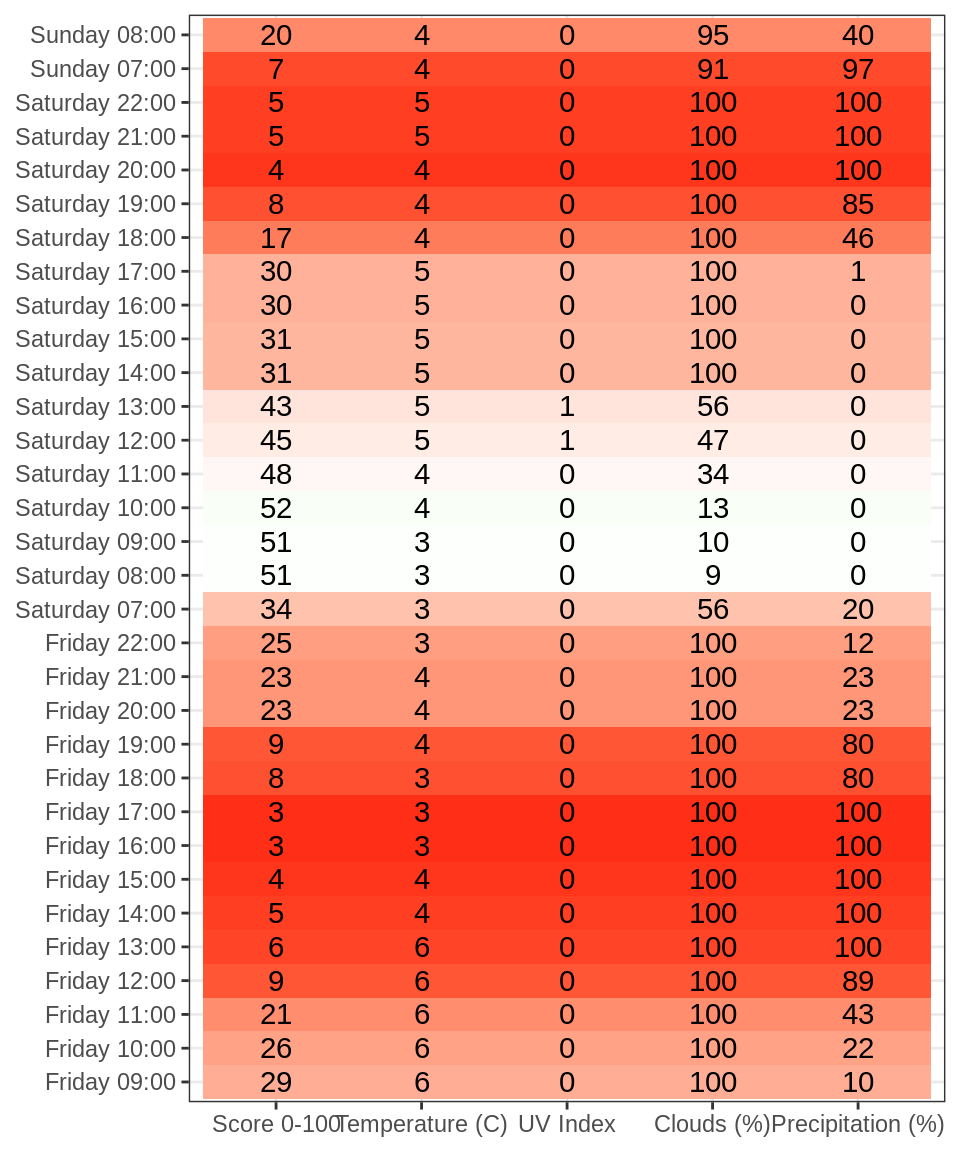 Sunday 08:00 20 4 0 95 40
Sunday 07:00 7 4 0 91 97
Saturday 22:00 5 5 0 100 100
Saturday 21:00 5 5 0 100 100
Saturday 20:00 4 4 0 100 100
Saturday 19:00 8 4 0 100 85
Saturday 18:00 17 4 0 100 46
Saturday 17:00 30 5 0 100 1
Saturday 16:00 30 5 0 100 0
Saturday 15:00 31 5 0 100 0
Saturday 14:00 31 5 0 100 0
Saturday 13:00 43 5 1 56 0
Saturday 12:00 45 5 1 47 0
Saturday 11:00 48 4 0 34 0
Saturday 10:00 52 4 0 13 0
Saturday 09:00 51 3 0 10 0
Saturday 08:00 51 3 0 9 0
Saturday 07:00 34 3 0 56 20
Friday 22:00 25 3 0 100 12
Friday 21:00 23 4 0 100 23
Friday 20:00 23 4 0 100 23
Friday 19:00 9 4 0 100 80
Friday 18:00 8 3 0 100 80
Friday 17:00 3 3 0 100 100
Friday 16:00 3 3 0 100 100
Friday 15:00 4 4 0 100 100
Friday 14:00 5 4 0 100 100
Friday 13:00 6 6 0 100 100
Friday 12:00 9 6 0 100 89
Friday 11:00 21 6 0 100 43
Friday 10:00 26 6 0 100 22
Friday 09:00 29 6 0 100 10
Score 0-100 Temperature (C) UV Index Clouds (%) Precipitation (%)